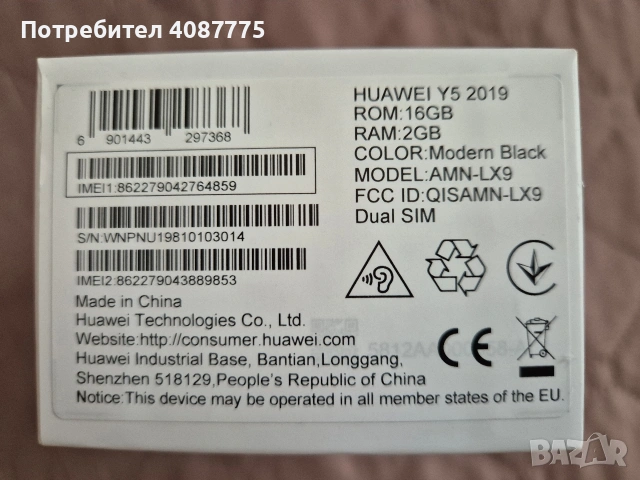 Потребител 4087775
HUAWEI Y5 2019
ROM:16GB
RAM:2GB
COLOR:Modern Black
MODEL:AMN-LX9
FCC ID:QISAMN-LX9
Dual SIM
6 901443 297368
IMEI1:862279042764859
S/N:WNPNU19810103014
IMEI2:862279043889853
Made in China
Huawei Technologies Co., Ltd.
Website:http://consumer.huawei.com
Huawei Industrial Base, Bantian,Longgang,
Shenzhen 518129,People's Republic of China
Notice:This device may be operated in all member states of the EU.
CE
BAZAR